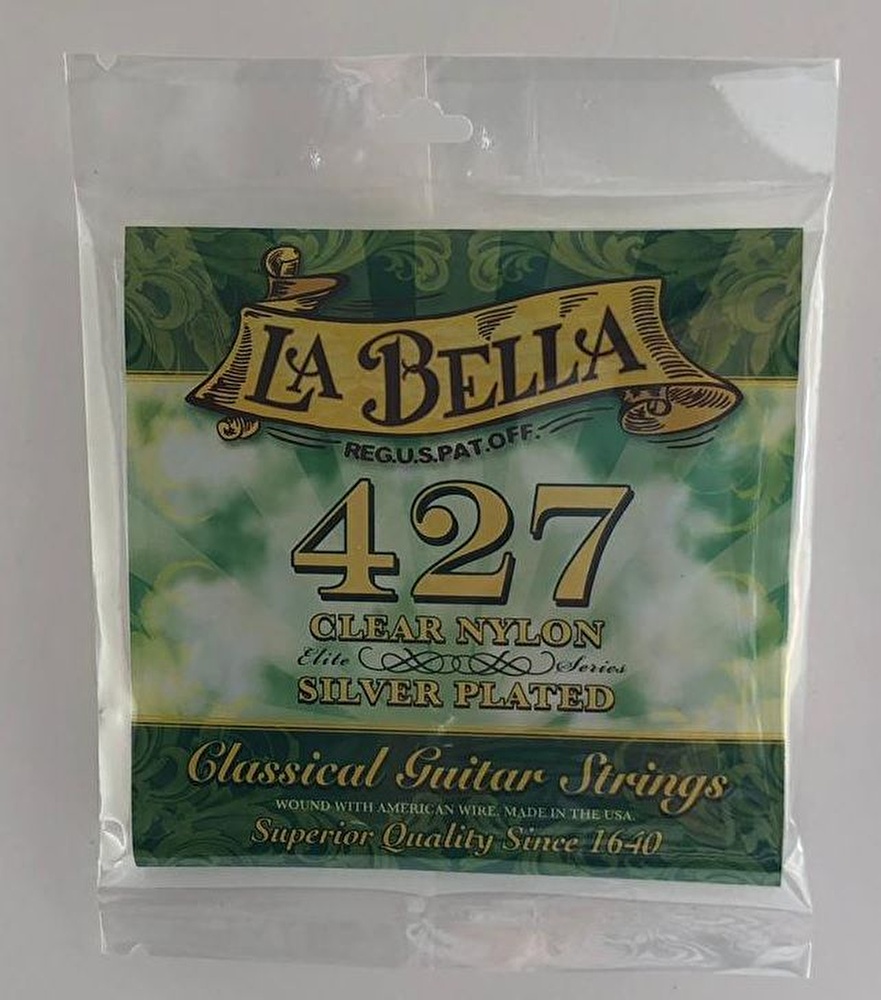 LA BELLA
REG.U.S.PAT.OFF.
427
CLEAR NYLON
Elite Series
SILVER PLATED
Classical Guitar Strings
WOUND WITH AMERICAN WIRE. MADE IN THE USA.
Superior Quality Since 1640